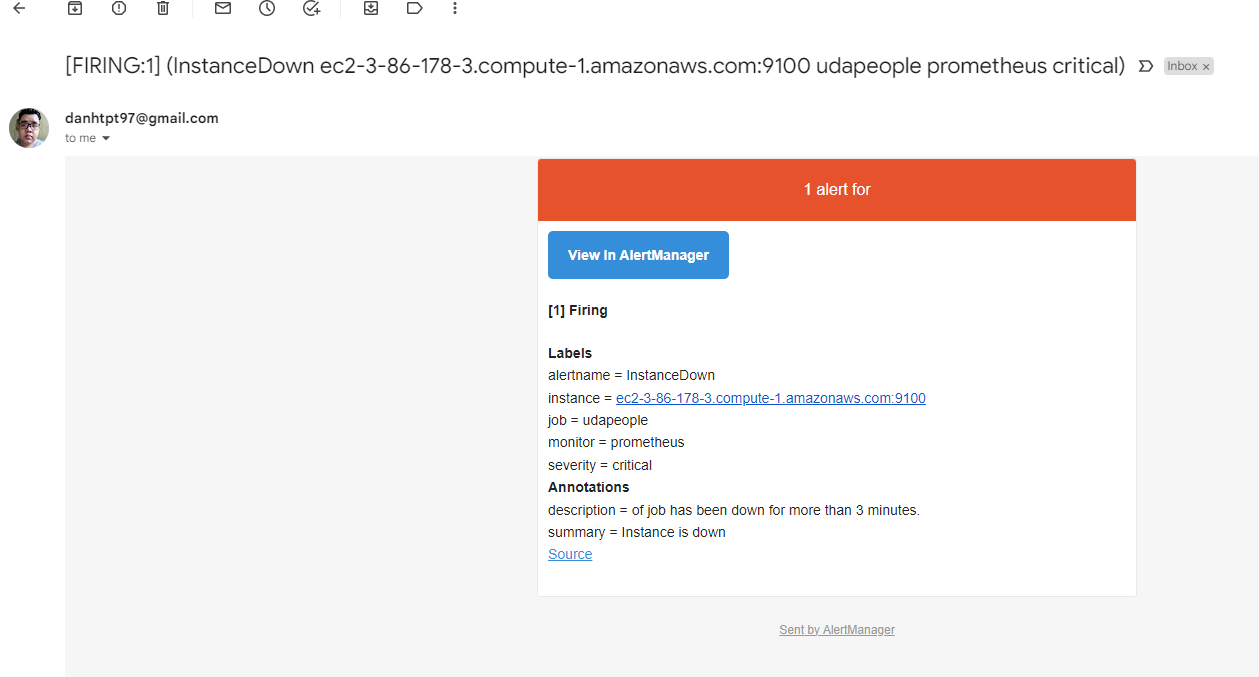 [FIRING:1] (InstanceDown ec2-3-86-178-3.compute-1.amazonaws.com:9100 udapeople prometheus critical) Inbox ×
danhtpt97@gmail.com
to me
1 alert for
View In AlertManager
[1] Firing
Labels
alertname = InstanceDown
instance = ec2-3-86-178-3.compute-1.amazonaws.com:9100
job = udapeople
monitor = prometheus
severity = critical
Annotations
description = of job has been down for more than 3 minutes.
summary = Instance is down
Source
Sent by AlertManager